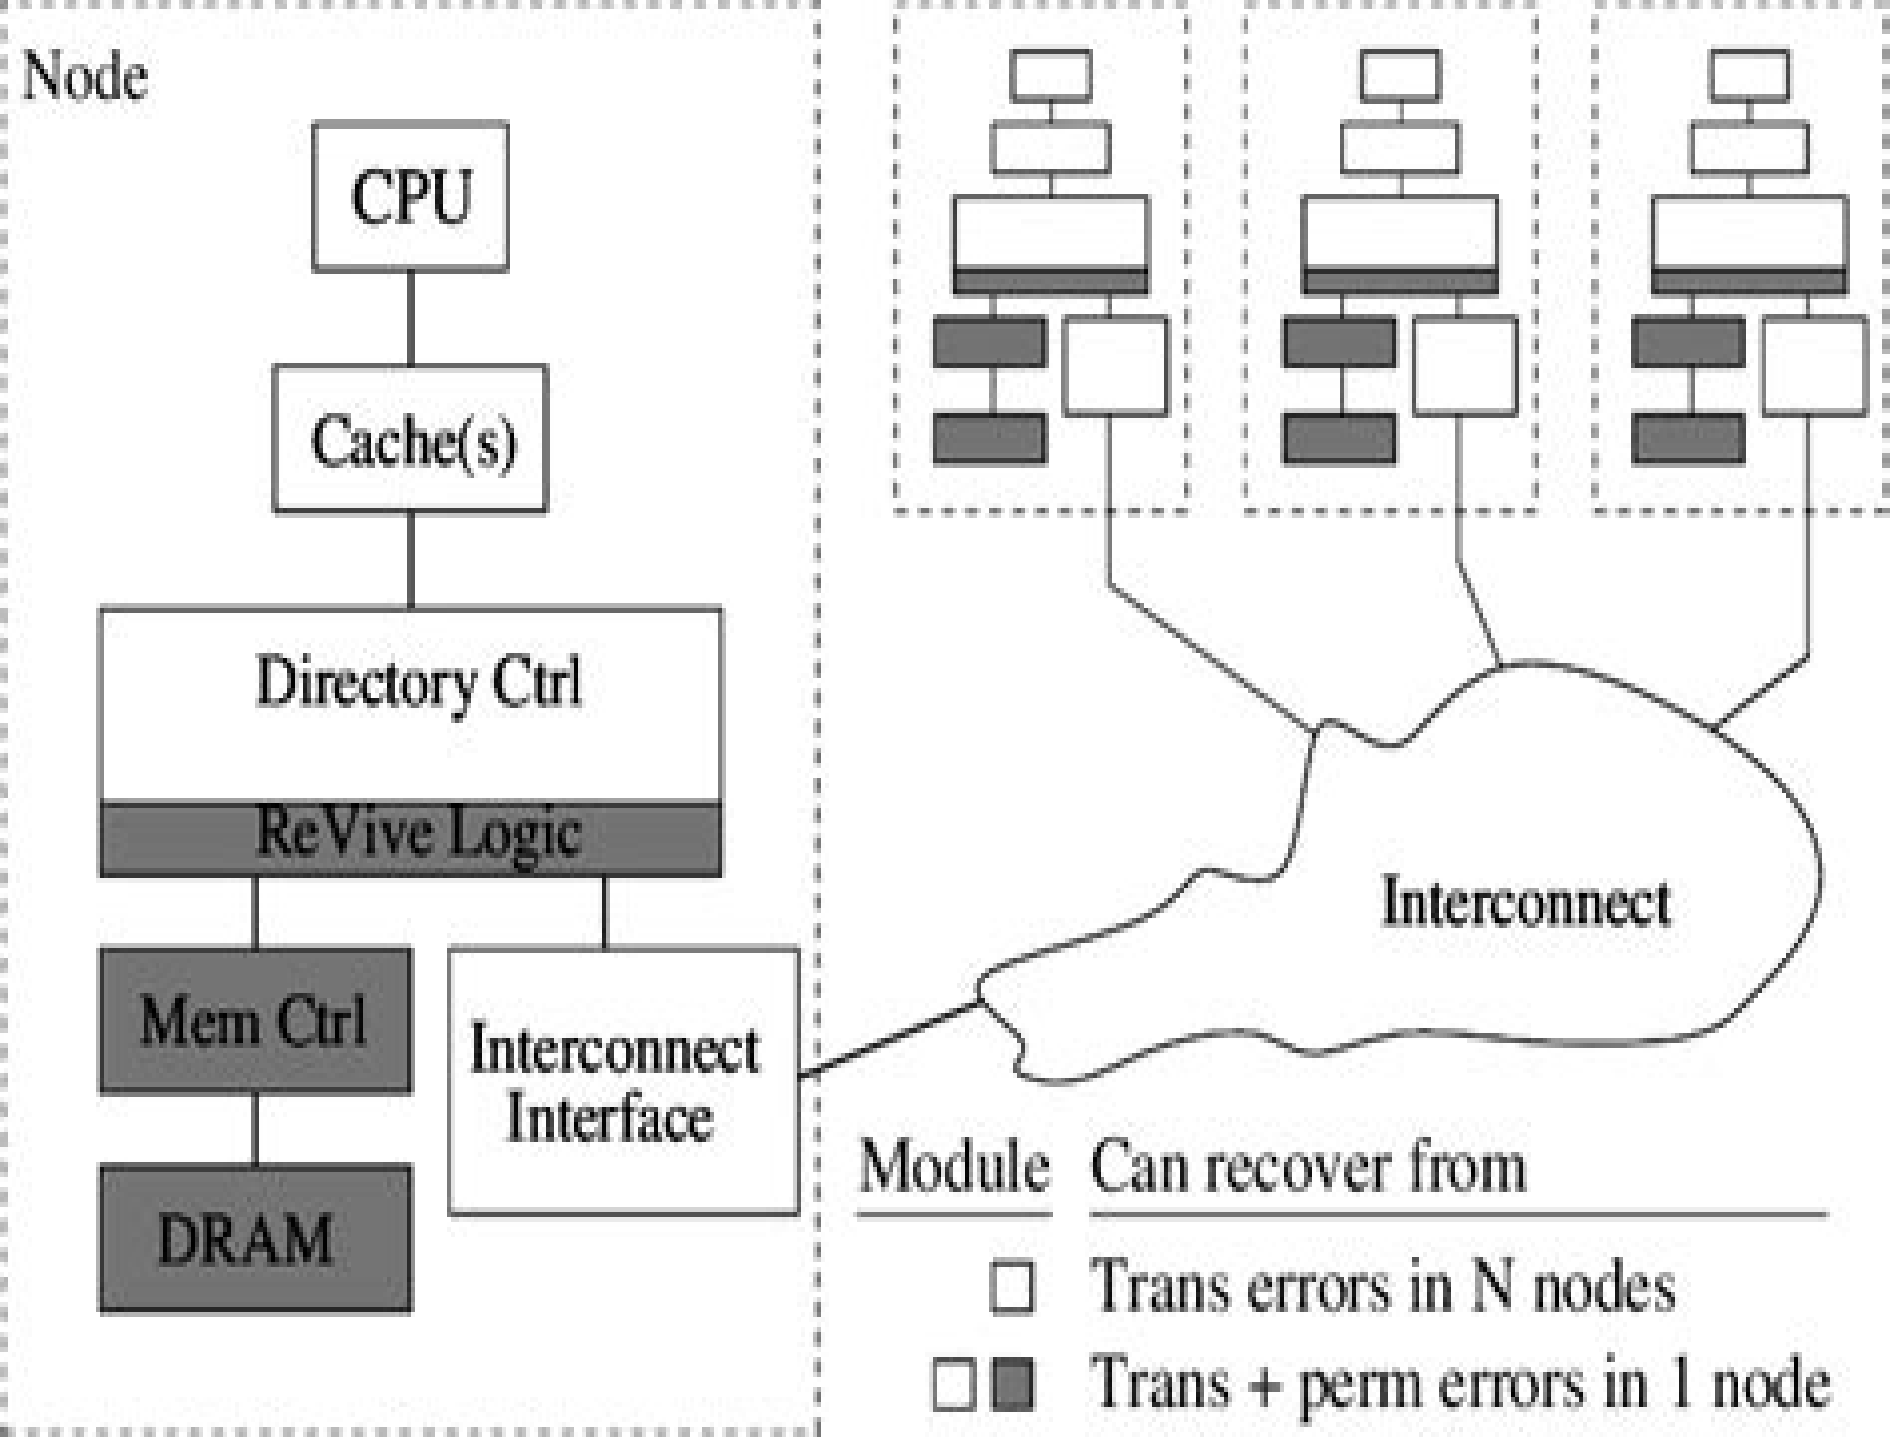 Node
CPU
Cache(s)
Directory Ctrl
ReVive Logic
Mem Ctrl
Interconnect
Interface
DRAM
Interconnect
Module Can recover from
Trans errors in N nodes
Trans + perm errors in 1 node